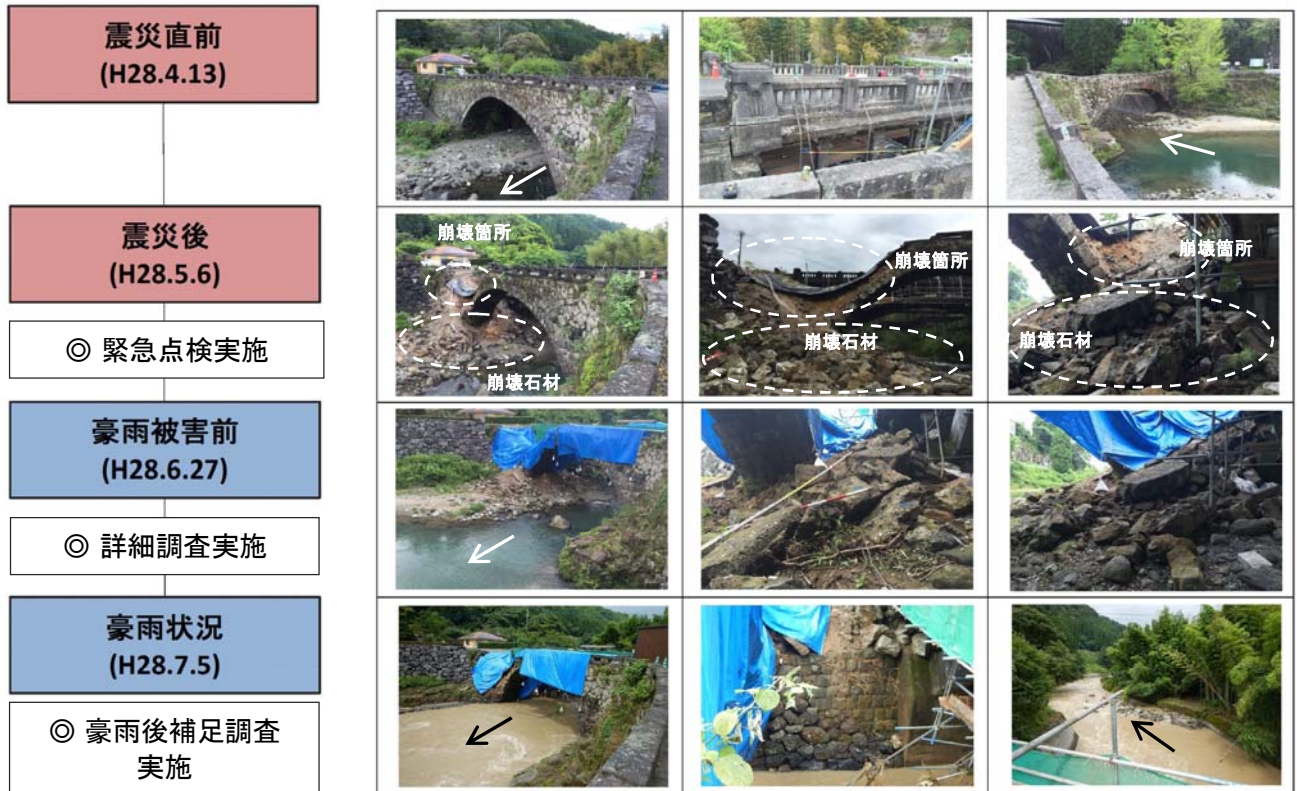 震災直前
(H28.4.13)
震災後
(H28.5.6)
崩壊箇所
崩壊石材
崩壊箇所
崩壊石材
崩壊箇所
崩壊石材
◎ 緊急点検実施
豪雨被害前
(H28.6.27)
◎ 詳細調査実施
豪雨状況
(H28.7.5)
◎ 豪雨後補足調査
実施